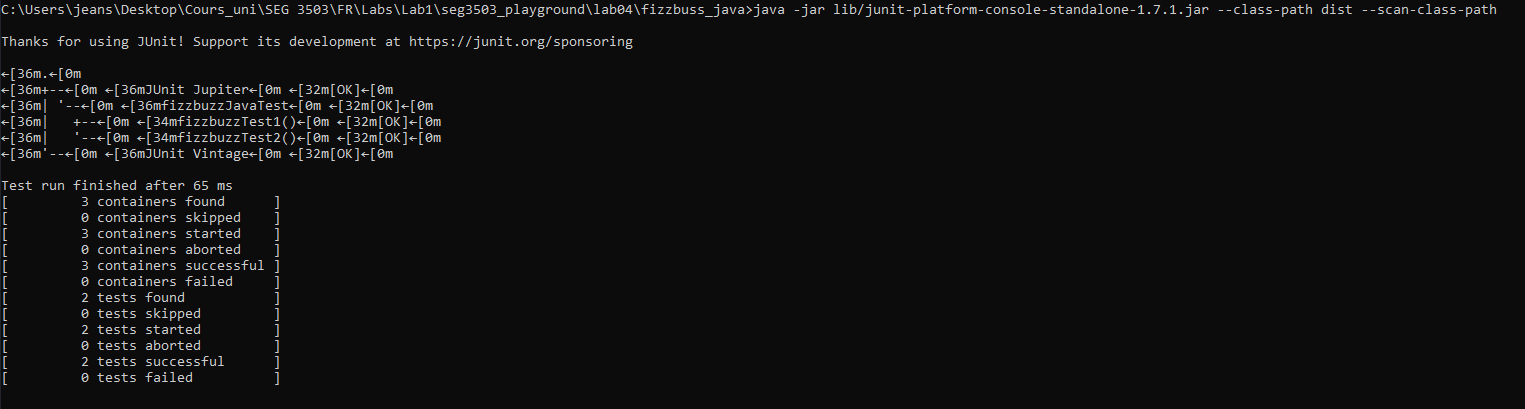 C:\Users\jeans\Desktop\Cours_uni\SEG 3503\FR\Labs\Lab1\seg3503_playground\lab04\fizzbuss_java>java -jar lib/junit-platform-console-standalone-1.7.1.jar --class-path dist --scan-class-path
Thanks for using JUnit! Support its development at https://junit.org/sponsoring
←[36m.←[0m
←[36m+--←[0m ←[36mJUnit Jupiter←[0m ←[32m[OK]←[0m
←[36m| '--←[0m ←[36mfizzbuzzJavaTest←[0m ←[32m[OK]←[0m
←[36m|   +--←[0m ←[34mfizzbuzzTest1()←[0m ←[32m[OK]←[0m
←[36m|   '--←[0m ←[34mfizzbuzzTest2()←[0m ←[32m[OK]←[0m
←[36m'--←[0m ←[36mJUnit Vintage←[0m ←[32m[OK]←[0m
Test run finished after 65 ms
[         3 containers found      ]
[         0 containers skipped    ]
[         3 containers started    ]
[         0 containers aborted    ]
[         3 containers successful ]
[         0 containers failed     ]
[         2 tests found           ]
[         0 tests skipped         ]
[         2 tests started         ]
[         0 tests aborted         ]
[         2 tests successful      ]
[         0 tests failed          ]